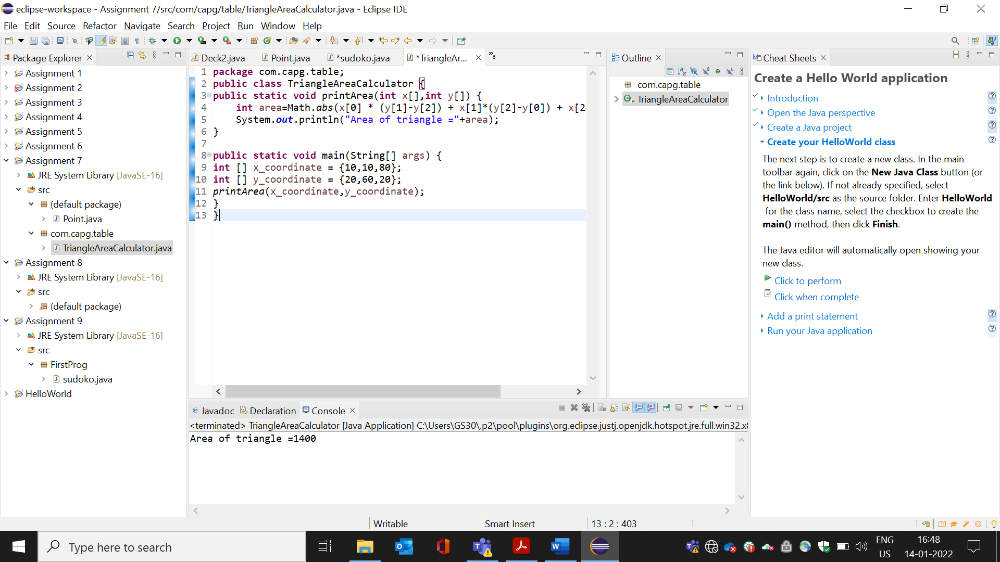 eclipse-workspace - Assignment 7/src/com/capg/table/TriangleAreaCalculator.java - Eclipse IDE
File Edit Source Refactor Navigate Search Project Run Window Help
Package Explorer
Assignment 1
Assignment 2
Assignment 3
Assignment 4
Assignment 5
Assignment 6
Assignment 7
JRE System Library [JavaSE-16]
src
(default package)
Point.java
com.capg.table
TriangleAreaCalculator.java
Assignment 8
JRE System Library [JavaSE-16]
src
(default package)
Assignment 9
JRE System Library [JavaSE-16]
src
FirstProg
sudoko.java
HelloWorld
Deck2.java Point.java *sudoko.java *TriangleAr... »6
1 package com.capg.table;
2 public class TriangleAreaCalculator {
3 public static void printArea(int x[],int y[]) {
4 int area=Math.abs(x[0] * (y[1]-y[2]) + x[1]*(y[2]-y[0]) + x[2
5 System.out.println("Area of triangle ="+area);
6 }
7
8 public static void main(String[] args) {
9 int [] x_coordinate = {10,10,80};
10 int [] y_coordinate = {20,60,20};
11 printArea(x_coordinate,y_coordinate);
12 }
13 }
Outline
com.capg.table
TriangleAreaCalculator
Cheat Sheets
Create a Hello World application
Introduction
Open the Java perspective
Create a Java project
Create your HelloWorld class
The next step is to create a new class. In the main
toolbar again, click on the New Java Class button (or
the link below). If not already specified, select
HelloWorld/src as the source folder. Enter HelloWorld
for the class name, select the checkbox to create the
main() method, then click Finish.
The Java editor will automatically open showing your
new class.
Click to perform
Click when complete
Add a print statement
Run your Java application
Javadoc Declaration Console
<terminated> TriangleAreaCalculator [Java Application] C:\Users\GS30\.p2\pool\plugins\org.eclipse.justj.openjdk.hotspot.jre.full.win32.x8
Area of triangle =1400
Writable Smart Insert 13 : 2 : 403
Type here to search
ENG
US
16:48
14-01-2022